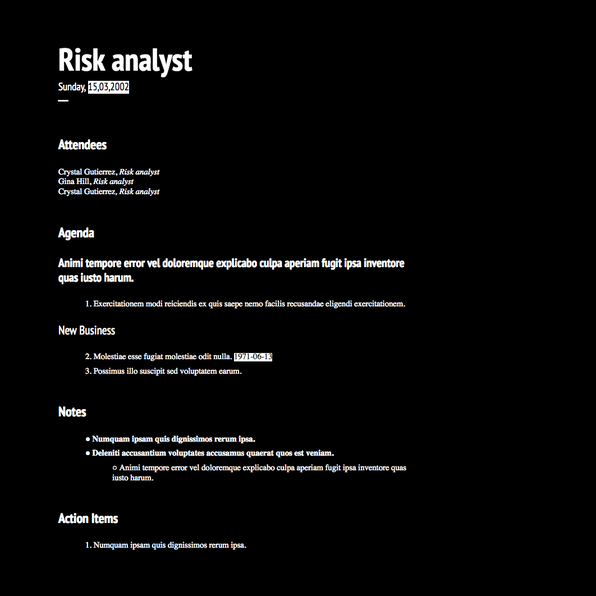 Risk analyst
Sunday, 15,03,2002
Attendees
Crystal Gutierrez, Risk analyst
Gina Hill, Risk analyst
Crystal Gutierrez, Risk analyst
Agenda
Animi tempore error vel doloremque explicabo culpa aperiam fugit ipsa inventore
quas iusto harum.
1. Exercitationem modi reiciendis ex quis saepe nemo facilis recusandae eligendi exercitationem.
New Business
2. Molestiae esse fugiat molestiae odit nulla. 1971-06-13
3. Possimus illo suscipit sed voluptatem earum.
Notes
● Numquam ipsam quis dignissimos rerum ipsa.
● Deleniti accusantium voluptates accusamus quaerat quos est veniam.
○ Animi tempore error vel doloremque explicabo culpa aperiam fugit ipsa inventore quas
iusto harum.
Action Items
1. Numquam ipsam quis dignissimos rerum ipsa.